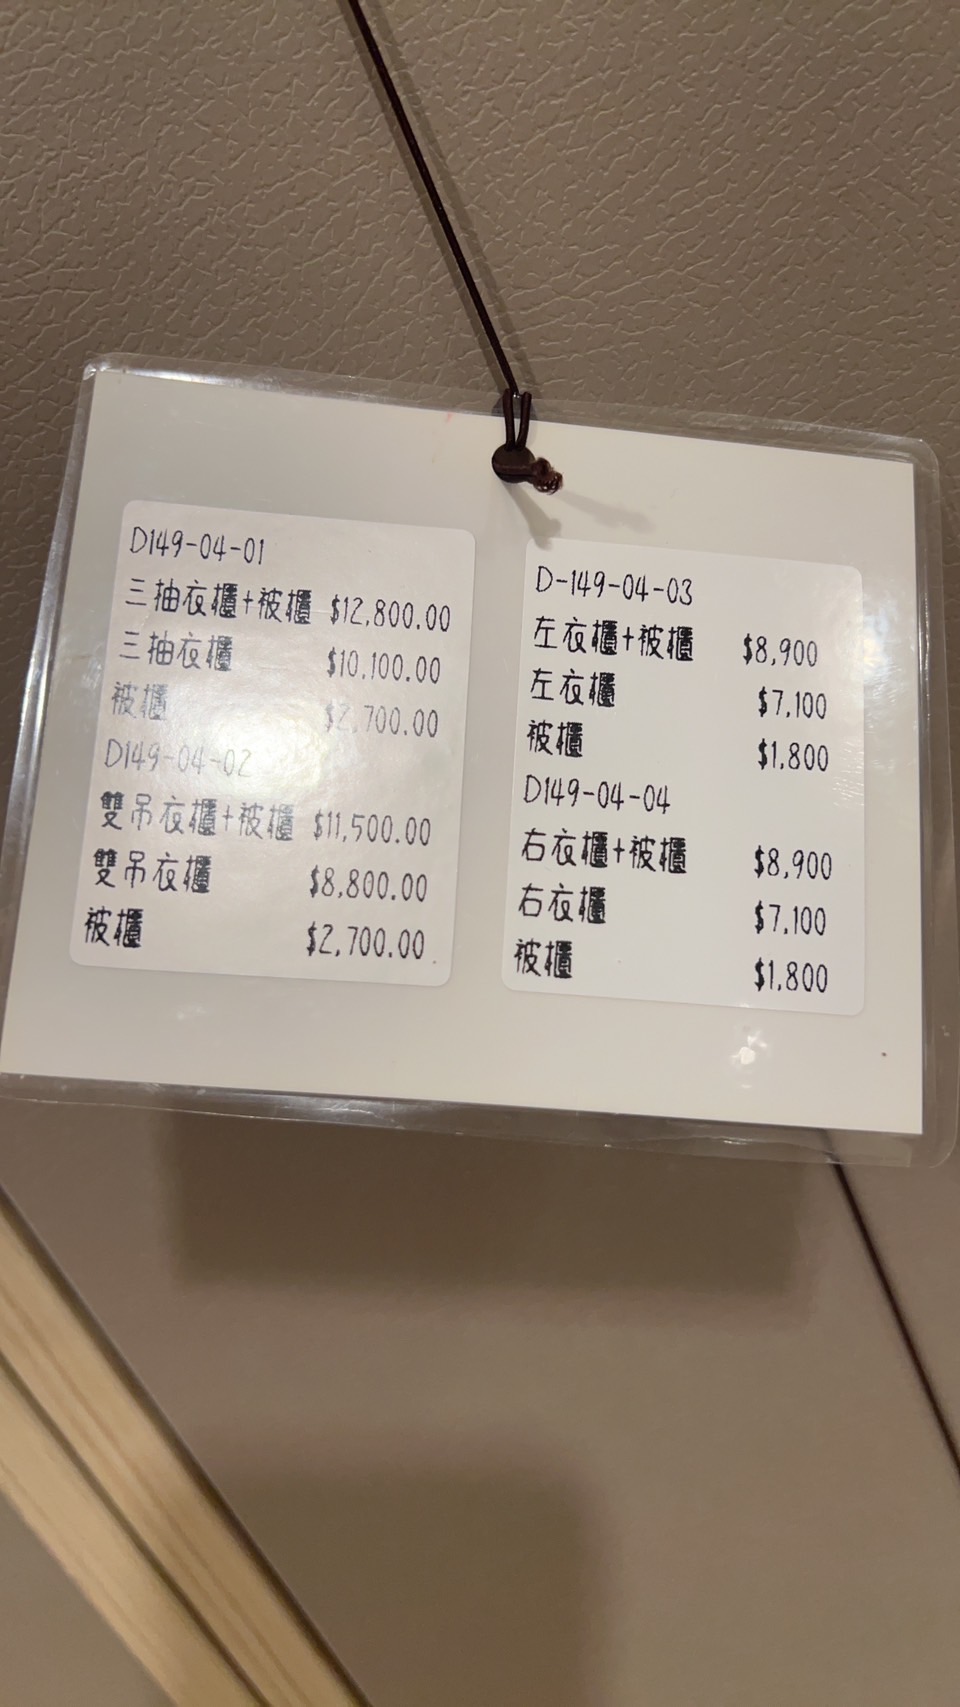 D149-04-01
三抽衣櫃+被櫃 $12,800.00
三抽衣櫃 $10,100.00
被櫃 $2,700.00
D149-04-02
雙吊衣櫃+被櫃 $11,500.00
雙吊衣櫃 $8,800.00
被櫃 $2,700.00
D-149-04-03
左衣櫃+被櫃 $8,900
左衣櫃 $7,100
被櫃 $1,800
D149-04-04
右衣櫃+被櫃 $8,900
右衣櫃 $7,100
被櫃 $1,800